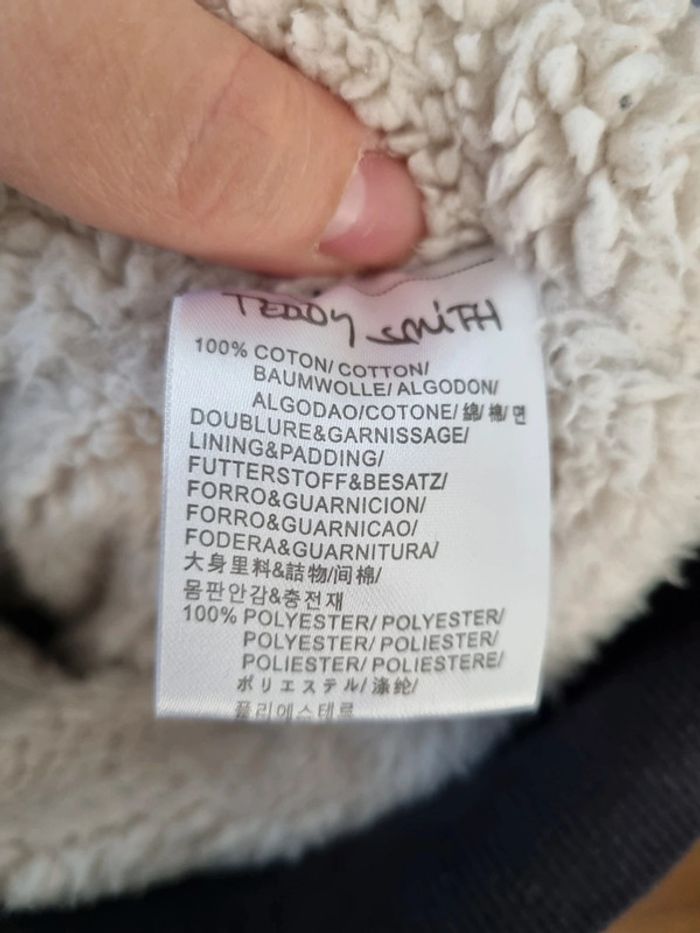 TEDDY SMITH
100% COTON/ COTTON/
BAUMWOLLE/ ALGODON/
ALGODAO/COTONE/ 綿/ 棉/ 면
DOUBLURE&GARNISSAGE/
LINING&PADDING/
FUTTERSTOFF&BESATZ/
FORRO&GUARNICION/
FORRO&GUARNICAO/
FODERA&GUARNITURA/
大身里料&詰物/间棉/
몸판안감&충전재
100% POLYESTER/ POLYESTER/
POLYESTER/ POLIESTER/
POLIESTER/ POLIESTERE/
ポリエステル/ 涤纶/
폴리에스테르